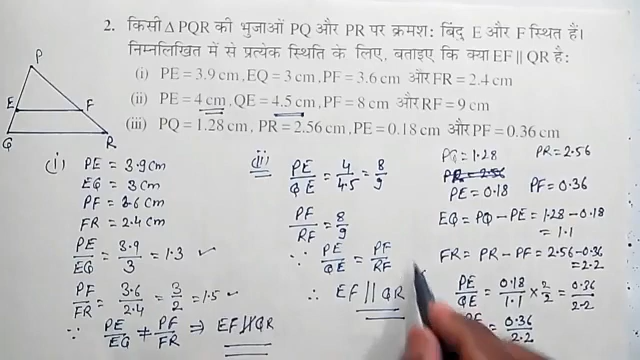 2. किसी Δ PQR की भुजाओं PQ और PR पर क्रमशः बिंदु E और F स्थित हैं।
निम्नलिखित में से प्रत्येक स्थिति के लिए, बताइए कि क्या EF || QR है:
(i) PE = 3.9 cm, EQ = 3 cm, PF = 3.6 cm और FR = 2.4 cm
(ii) PE = 4 cm, QE = 4.5 cm, PF = 8 cm और RF = 9 cm
(iii) PQ = 1.28 cm, PR = 2.56 cm, PE = 0.18 cm और PF = 0.36 cm
P
E F
Q R
(i) PE = 3.9cm
EQ = 3cm
PF = 3.6 cm
FR = 2.4 cm
PE/EQ = 3.9/3 = 1.3 ✓
PF/FR = 3.6/2.4 = 3/2 = 1.5 ✓
∵ PE/EQ ≠ PF/FR ⇒ EF∦QR
(ii) PE/QE = 4/4.5 = 8/9
PF/RF = 8/9
∵ PE/QE = PF/RF
∴ EF || QR
PQ = 1.28 PR = 2.56
PR = 2.56
PE = 0.18 PF = 0.36
EQ = PQ − PE = 1.28 − 0.18
= 1.1
FR = PR − PF = 2.56 − 0.36
= 2.2
PE/QE = 0.18/1.1 × 2/2 = 0.36/2.2
= 0.36/2.2